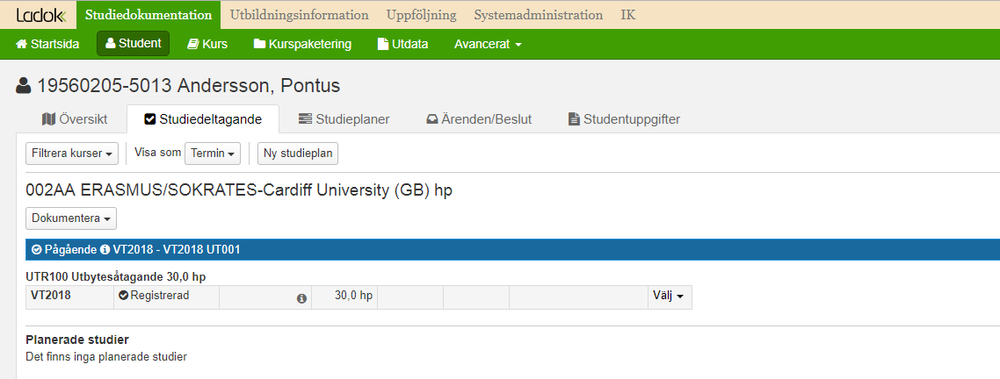 Ladok Studiedokumentation Utbildningsinformation Uppföljning Systemadministration IK
Startsida Student Kurs Kurspaketering Utdata Avancerat
19560205-5013 Andersson, Pontus
Översikt Studiedeltagande Studieplaner Ärenden/Beslut Studentuppgifter
Filtrera kurser Visa som Termin Ny studieplan
002AA ERASMUS/SOKRATES-Cardiff University (GB) hp
Dokumentera
Pågående VT2018 - VT2018 UT001
UTR100 Utbytesåtagande 30,0 hp
VT2018 Registrerad 30,0 hp Välj
Planerade studier
Det finns inga planerade studier